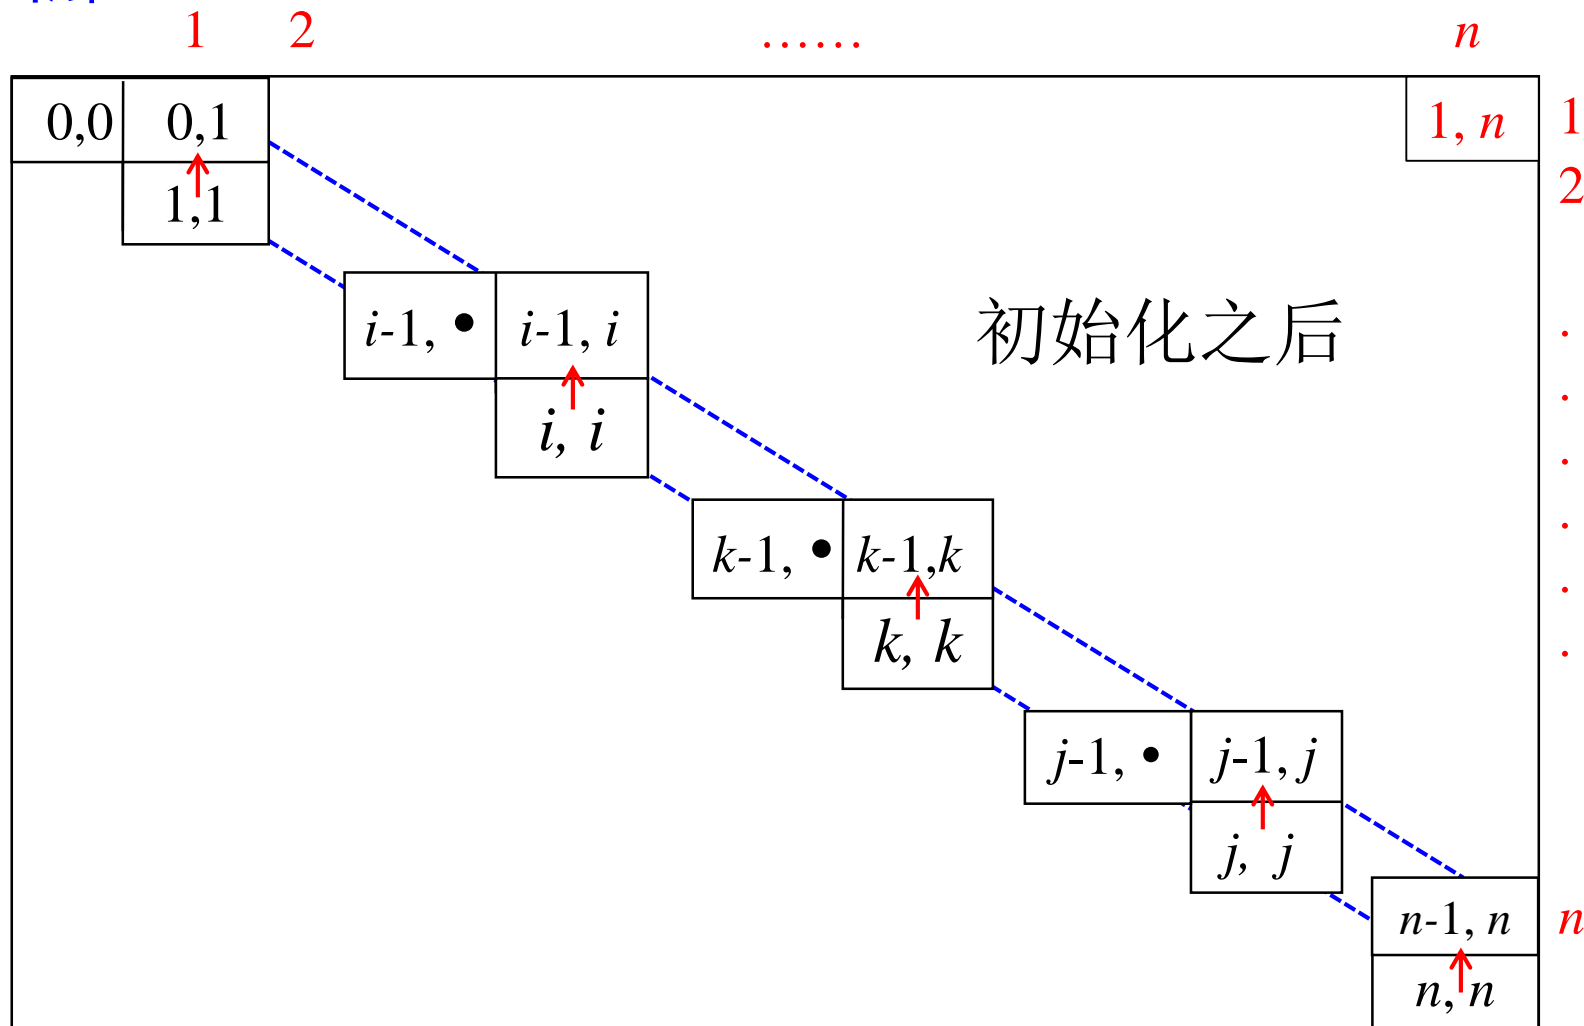 1 2 …… n
0,0 0,1 1, n 1
1,1 2
i-1, • i-1, i
初始化之后
i, i
k-1, • k-1,k
k, k
j-1, • j-1, j
j, j
n-1, n n
n, n